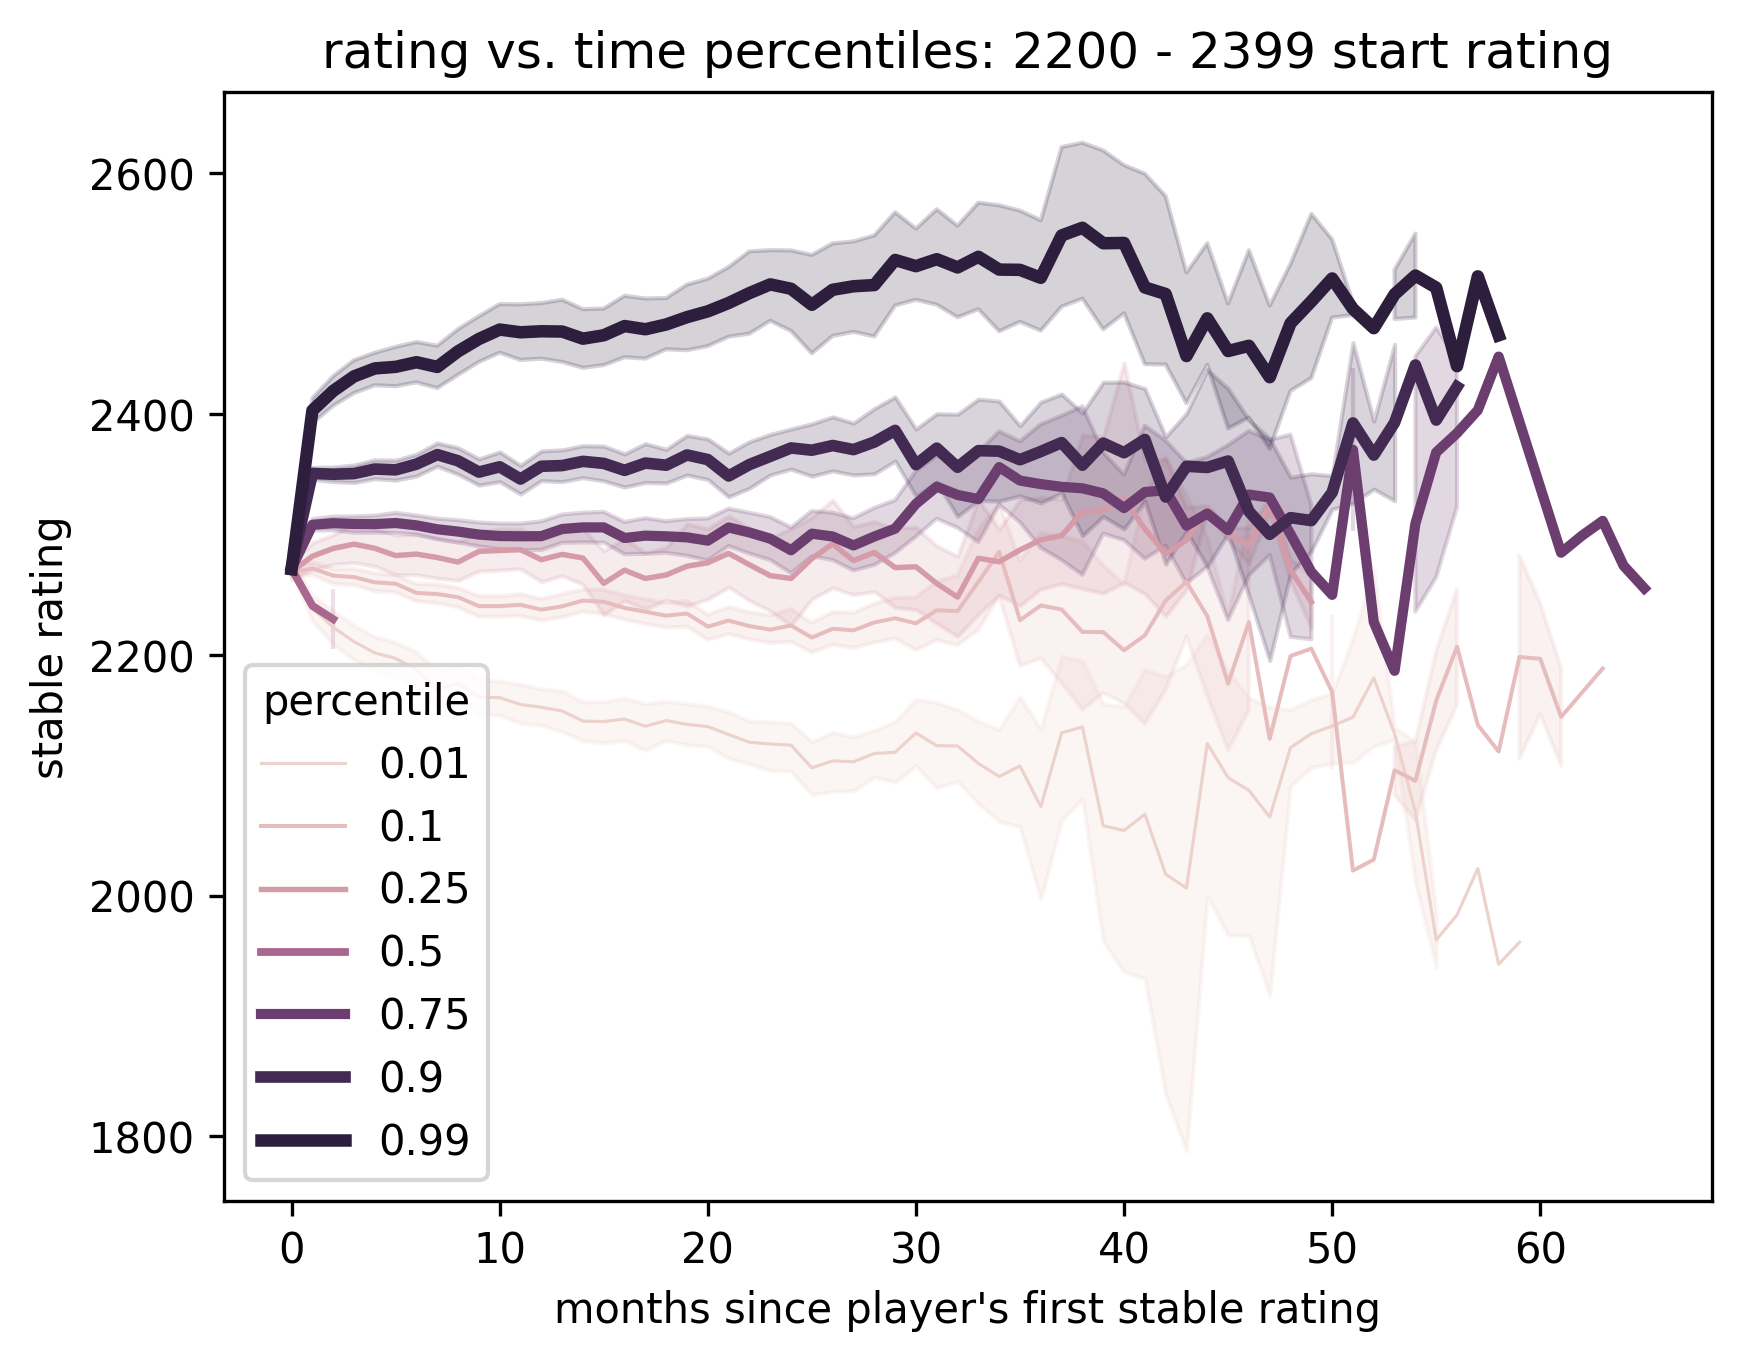 rating vs. time percentiles: 2200 - 2399 start rating
stable rating
2600
2400
2200
2000
1800
percentile
0.01
0.1
0.25
0.5
0.75
0.9
0.99
0 10 20 30 40 50 60
months since player's first stable rating